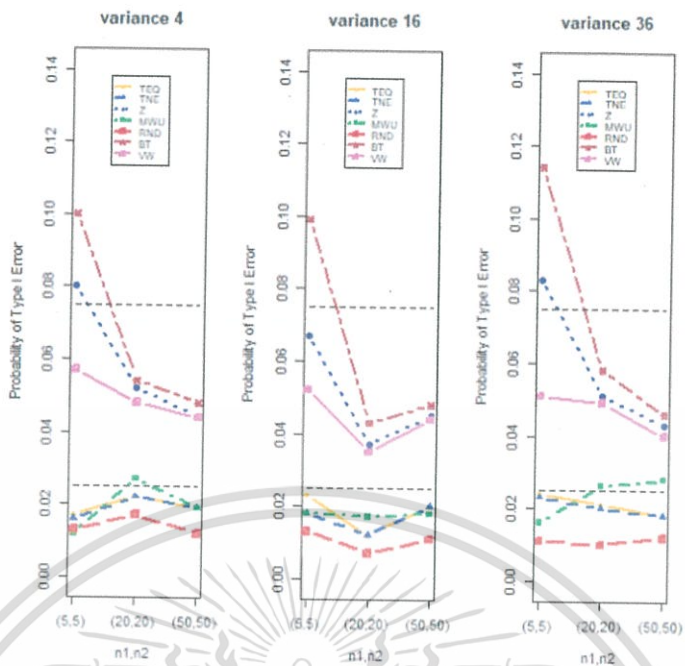 variance 4
Probability of Type I Error
0.00
0.02
0.04
0.06
0.08
0.10
0.12
0.14
TEQ
TNE
Z
MWU
RND
BT
VW
(5,5)
(20,20)
(50,50)
n1,n2
variance 16
Probability of Type I Error
0.00
0.02
0.04
0.06
0.08
0.10
0.12
0.14
TEQ
TNE
Z
MWU
RND
BT
VW
(5,5)
(20,20)
(50,50)
n1,n2
variance 36
Probability of Type I Error
0.00
0.02
0.04
0.06
0.08
0.10
0.12
0.14
TEQ
TNE
Z
MWU
RND
BT
VW
(5,5)
(20,20)
(50,50)
n1,n2